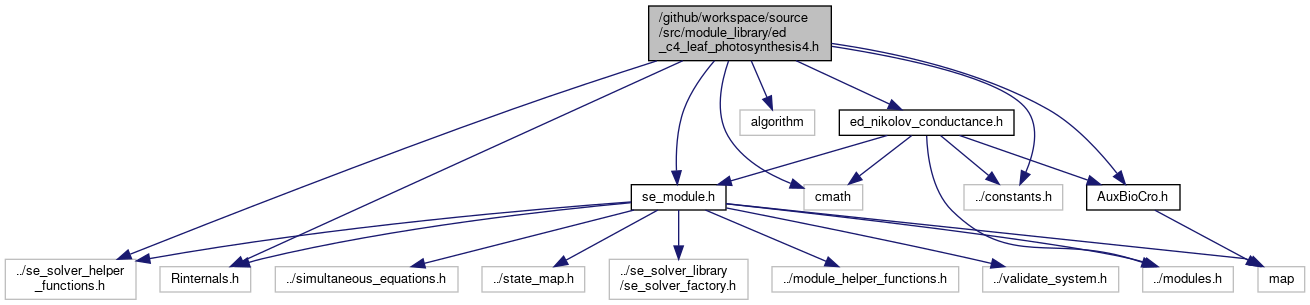 /github/workspace/source
/src/module_library/ed
_c4_leaf_photosynthesis4.h
algorithm
ed_nikolov_conductance.h
se_module.h
cmath
../constants.h
AuxBioCro.h
../se_solver_helper
_functions.h
Rinternals.h
../simultaneous_equations.h
../state_map.h
../se_solver_library
/se_solver_factory.h
../module_helper_functions.h
../validate_system.h
../modules.h
map